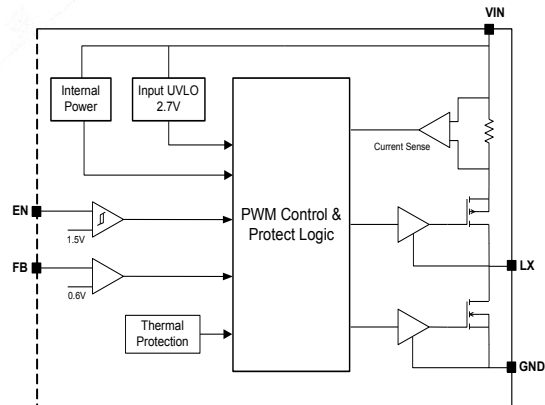 VIN
Internal
Power
Input UVLO
2.7V
Current Sense
EN
1.5V
PWM Control &
Protect Logic
FB
0.6V
LX
Thermal
Protection
GND